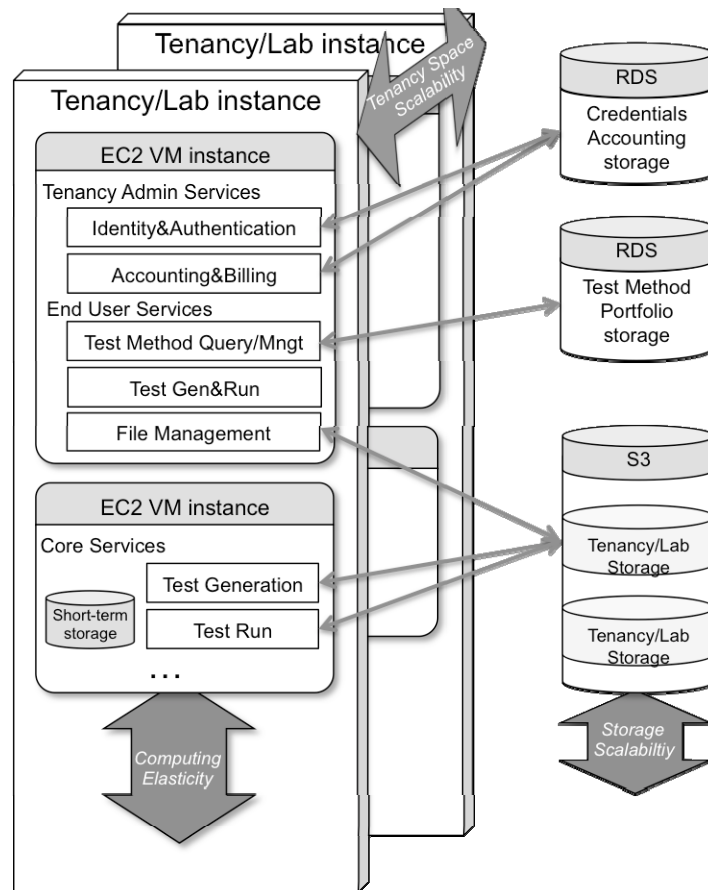 Tenancy/Lab instance
Tenancy/Lab instance
Tenancy Space
Scalability
EC2 VM instance
Tenancy Admin Services
Identity&Authentication
Accounting&Billing
End User Services
Test Method Query/Mngt
Test Gen&Run
File Management
EC2 VM instance
Core Services
Test Generation
Short-term
storage
Test Run
...
Computing
Elasticity
RDS
Credentials
Accounting
storage
RDS
Test Method
Portfolio
storage
S3
Tenancy/Lab
Storage
Tenancy/Lab
Storage
Storage
Scalabiltiy